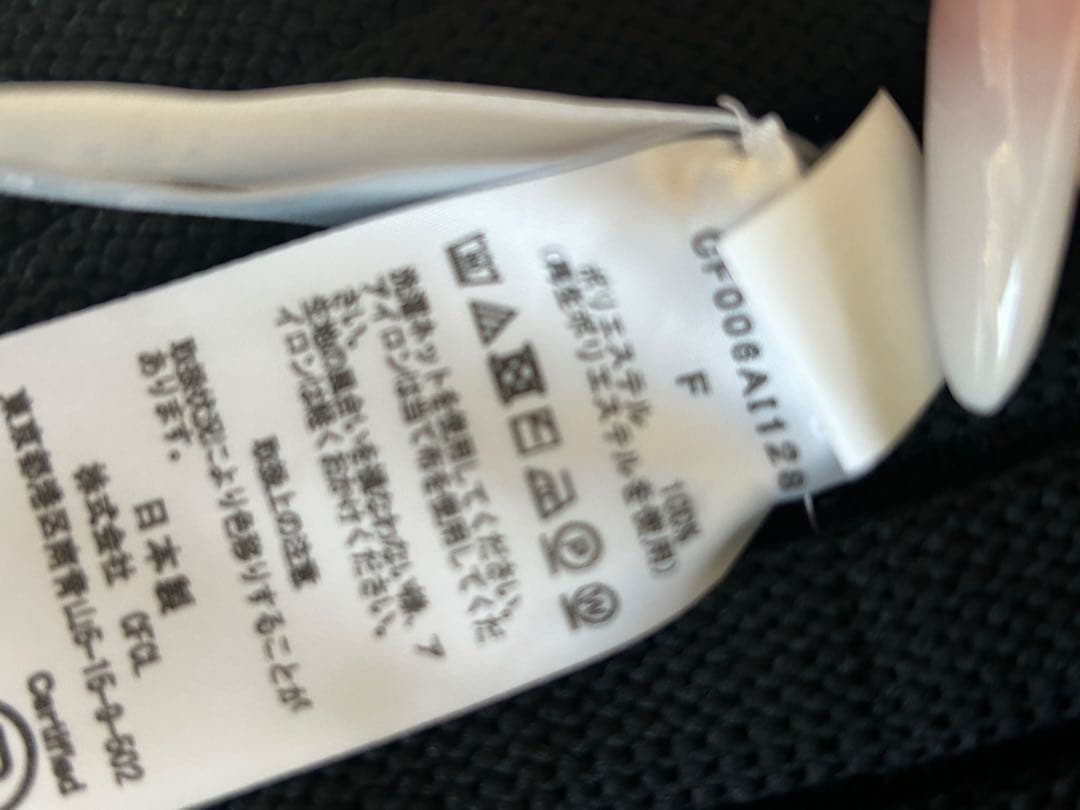 CF006AI128
F
ポリエステル 100%
(再生ポリエステルを使用)
P W
洗濯ネットを使用してください。
アイロンは当て布を使用してくだ
さい。
生地の風合いを損なわない様、ア
イロンは軽くお掛けください。
取扱上の注意
取扱状況により色移りすることが
あります。
日本製
株式会社 CFCL
東京都港区南青山5-15-9-602
Certified